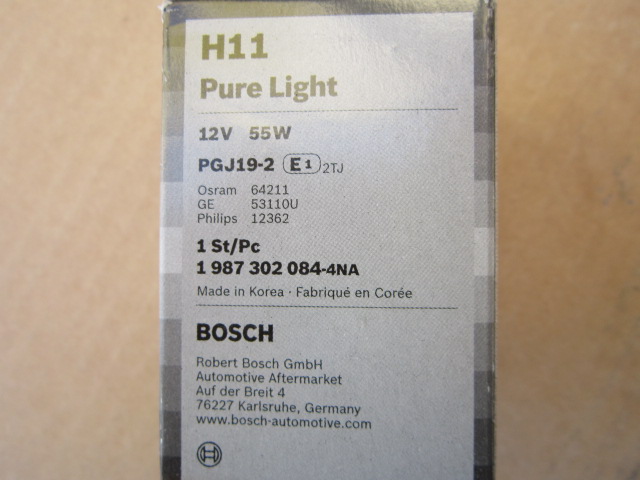 H11
Pure Light
12V 55W
PGJ19-2 E1 2TJ
Osram 64211
GE 53110U
Philips 12362
1 St/Pc
1 987 302 084-4NA
Made in Korea · Fabriqué en Corée
BOSCH
Robert Bosch GmbH
Automotive Aftermarket
Auf der Breit 4
76227 Karlsruhe, Germany
www.bosch-automotive.com